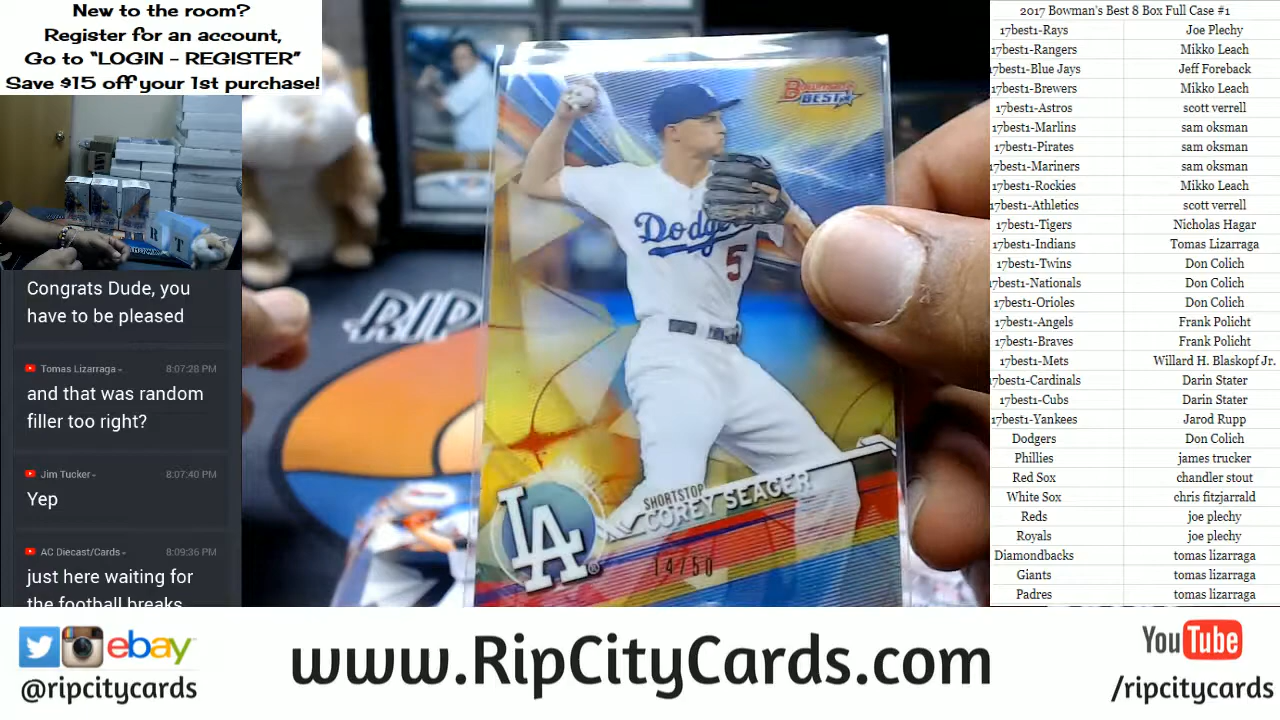 New to the room?
Register for an account,
Go to “LOGIN - REGISTER”
Save $15 off your 1st purchase!
R T
Congrats Dude, you
have to be pleased
Tomas Lizarraga~ 8:07:28 PM
and that was random
filler too right?
Jim Tucker~ 8:07:40 PM
Yep
AC Diecast/Cards~ 8:09:36 PM
just here waiting for
the football breaks
RIP
Bowman's
BEST
Dodgers
5
LA
SHORTSTOP
COREY SEAGER
14/50
2017 Bowman's Best 8 Box Full Case #1
17best1-Rays Joe Plechy
17best1-Rangers Mikko Leach
17best1-Blue Jays Jeff Foreback
17best1-Brewers Mikko Leach
17best1-Astros scott verrell
17best1-Marlins sam oksman
17best1-Pirates sam oksman
17best1-Mariners sam oksman
17best1-Rockies Mikko Leach
17best1-Athletics scott verrell
17best1-Tigers Nicholas Hagar
17best1-Indians Tomas Lizarraga
17best1-Twins Don Colich
17best1-Nationals Don Colich
17best1-Orioles Don Colich
17best1-Angels Frank Policht
17best1-Braves Frank Policht
17best1-Mets Willard H. Blaskopf Jr.
17best1-Cardinals Darin Stater
17best1-Cubs Darin Stater
17best1-Yankees Jarod Rupp
Dodgers Don Colich
Phillies james trucker
Red Sox chandler stout
White Sox chris fitzjarrald
Reds joe plechy
Royals joe plechy
Diamondbacks tomas lizarraga
Giants tomas lizarraga
Padres tomas lizarraga
ebay
@ripcitycards
www.RipCityCards.com
YouTube
/ripcitycards